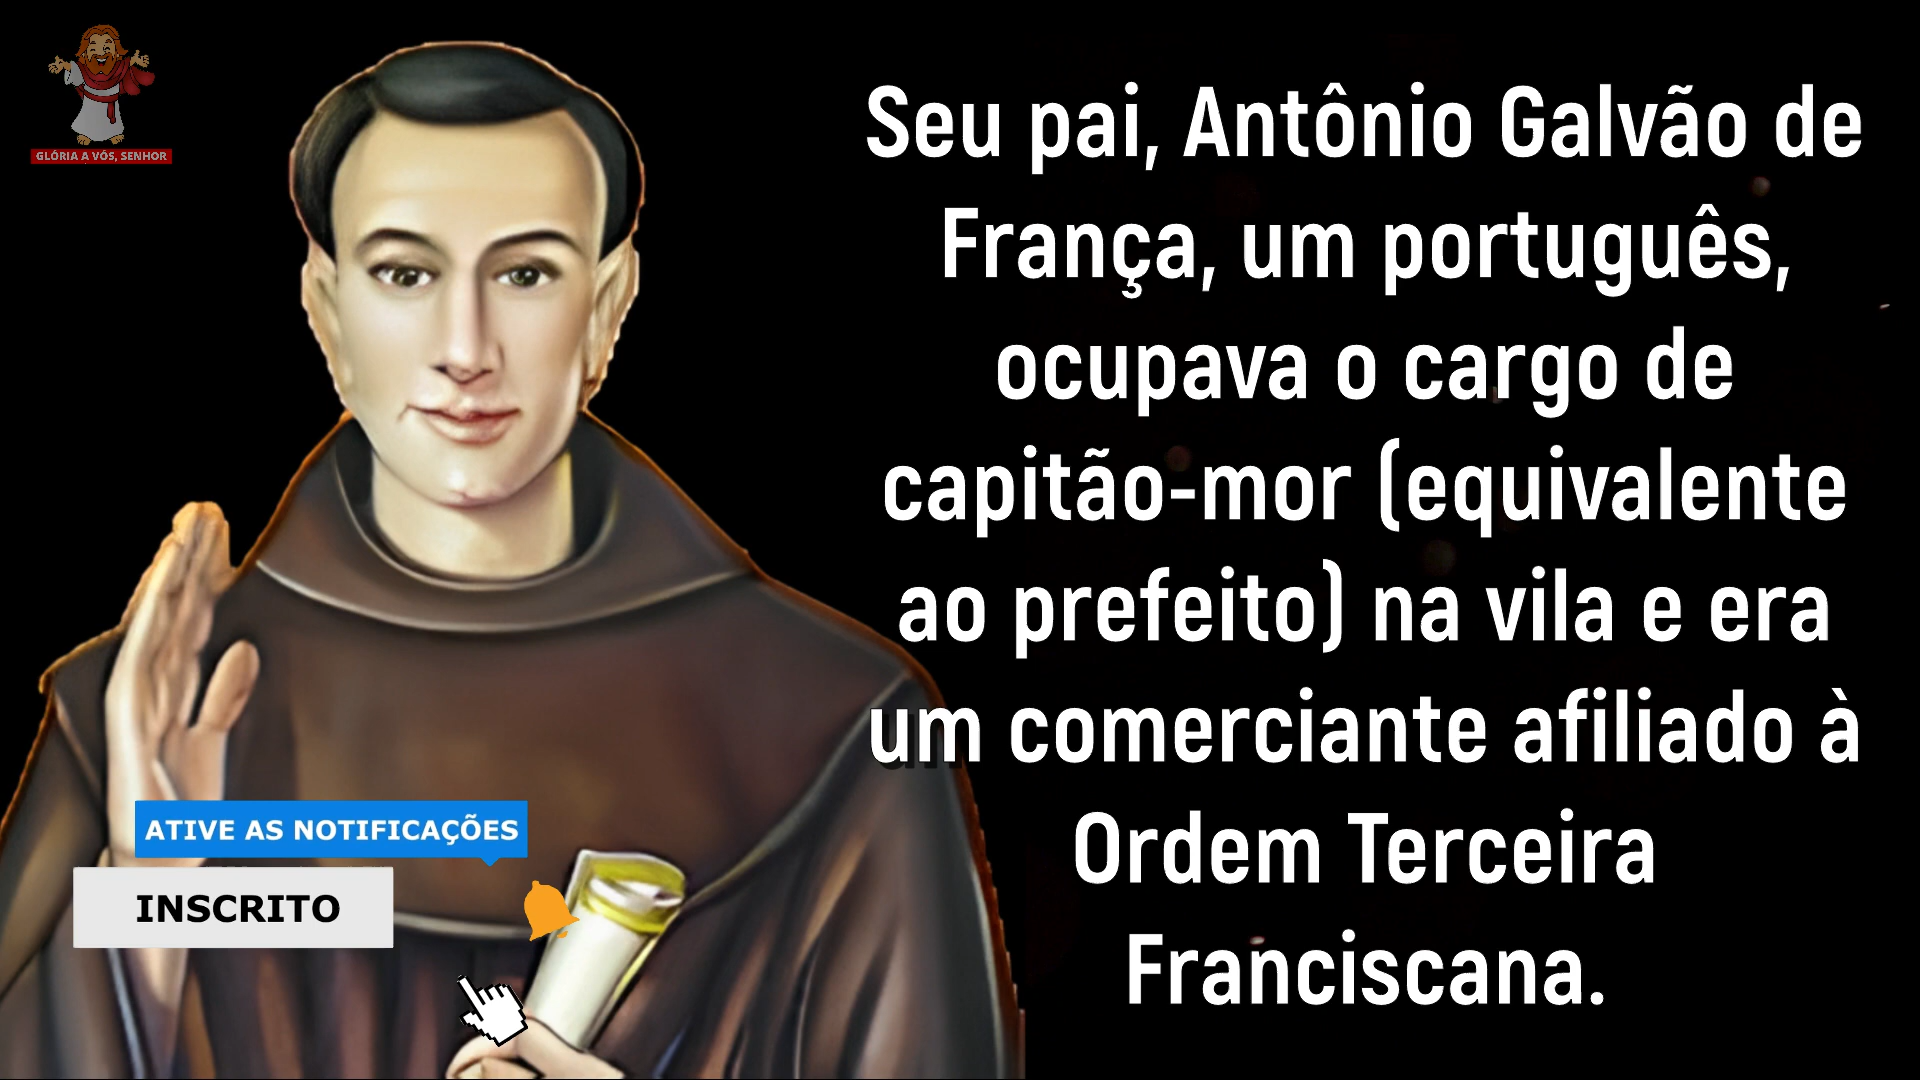 GLÓRIA A VÓS, SENHOR
Seu pai, Antônio Galvão de
França, um português,
ocupava o cargo de
capitão-mor (equivalente
ao prefeito) na vila e era
um comerciante afiliado à
Ordem Terceira
Franciscana.
ATIVE AS NOTIFICAÇÕES
INSCRITO